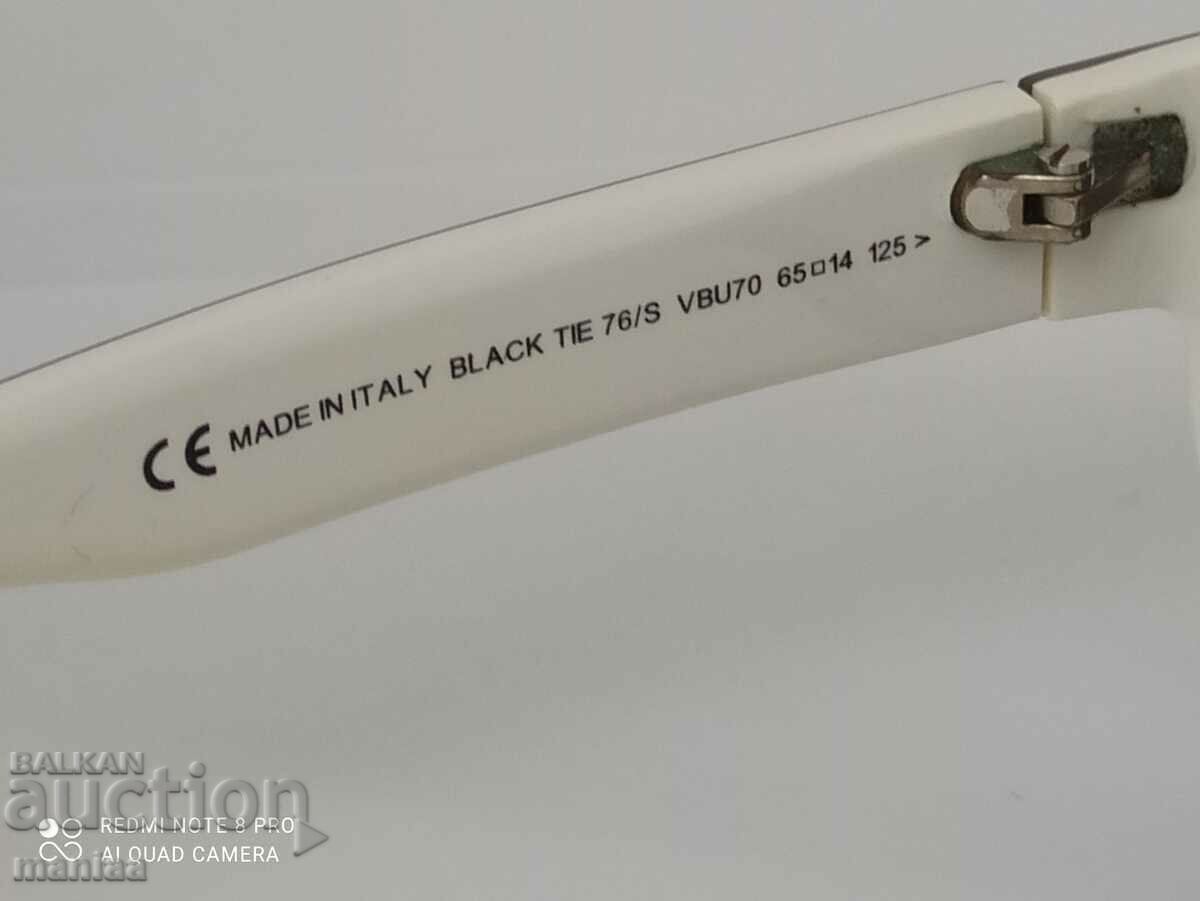 CE MADE IN ITALY BLACK TIE 76/S VBU70 65□14 125 >
BALKAN
auction
REDMI NOTE 8 PRO
AI QUAD CAMERA
maniaa